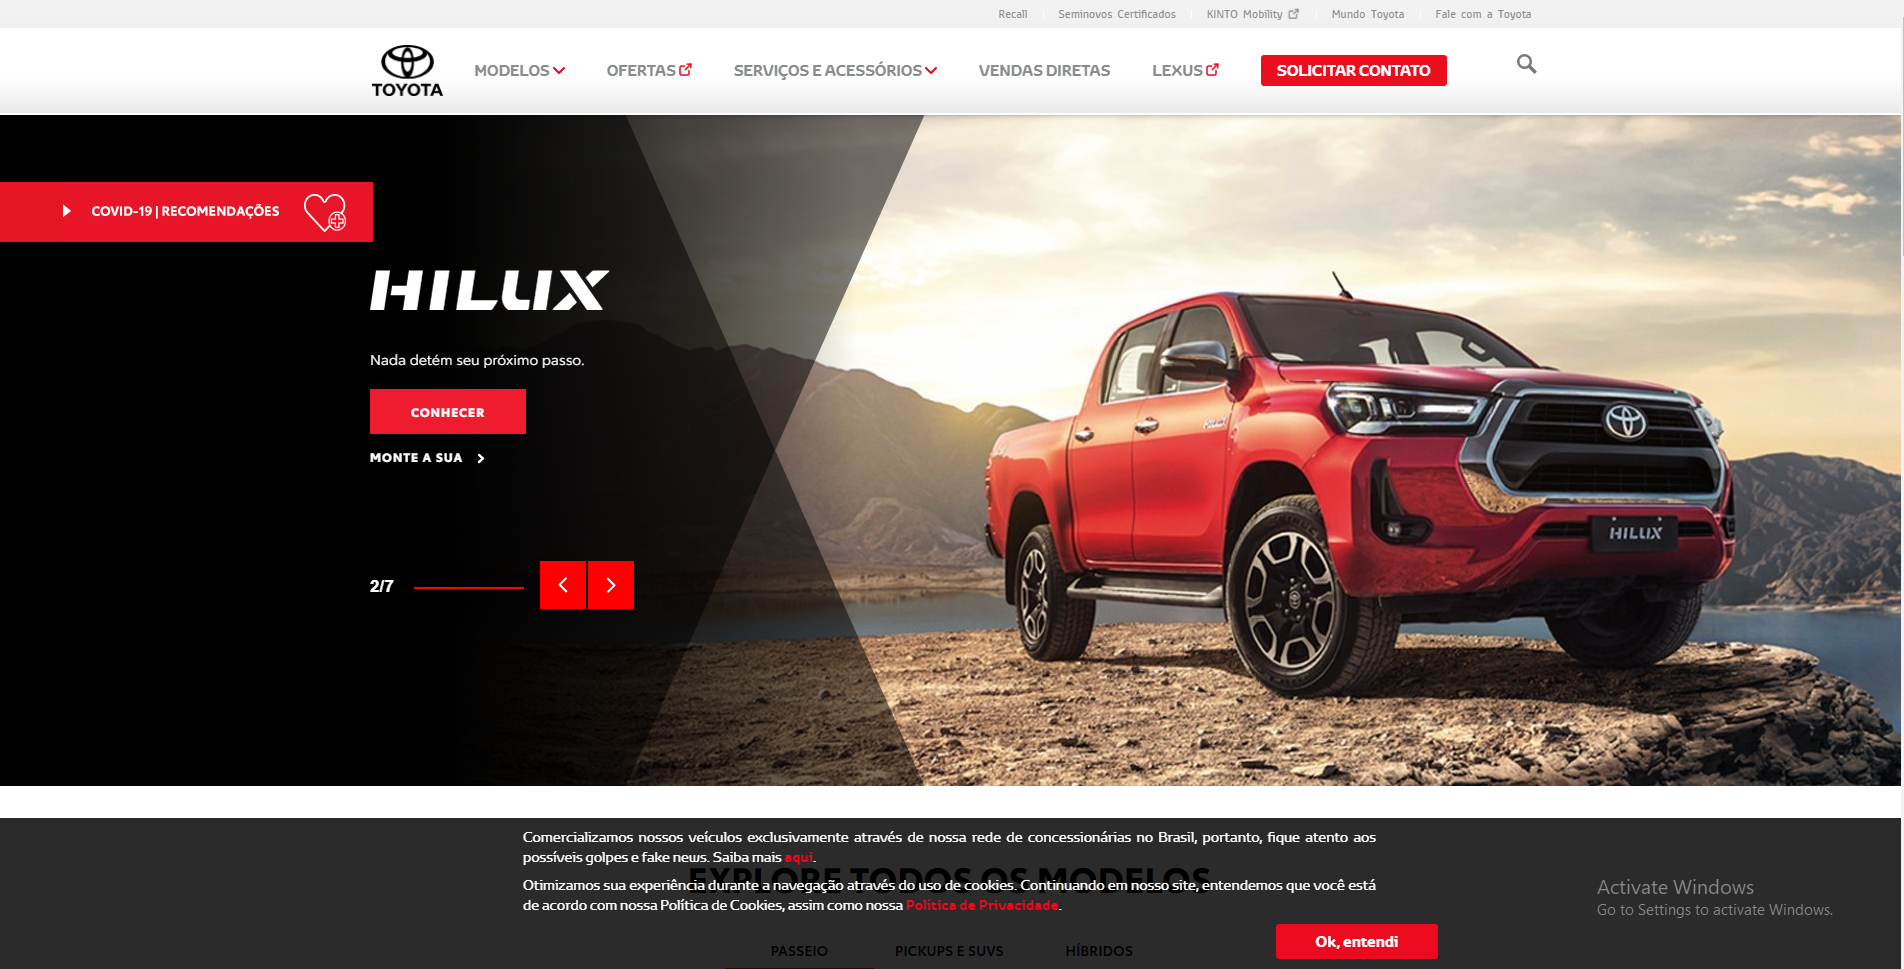 Recall
Seminovos Certificados
KINTO Mobility
Mundo Toyota
Fale com a Toyota
TOYOTA
MODELOS
OFERTAS
SERVIÇOS E ACESSÓRIOS
VENDAS DIRETAS
LEXUS
SOLICITAR CONTATO
COVID-19 | RECOMENDAÇÕES
HILUX
Nada detém seu próximo passo.
CONHECER
MONTE A SUA
2/7
HILUX
Comercializamos nossos veículos exclusivamente através de nossa rede de concessionárias no Brasil, portanto, fique atento aos
possíveis golpes e fake news. Saiba mais aqui.
EXPLORE TODOS OS MODELOS
Otimizamos sua experiência durante a navegação através do uso de cookies. Continuando em nosso site, entendemos que você está
de acordo com nossa Política de Cookies, assim como nossa Política de Privacidade.
Ok, entendi
PASSEIO
PICKUPS E SUVS
HÍBRIDOS
Activate Windows
Go to Settings to activate Windows.